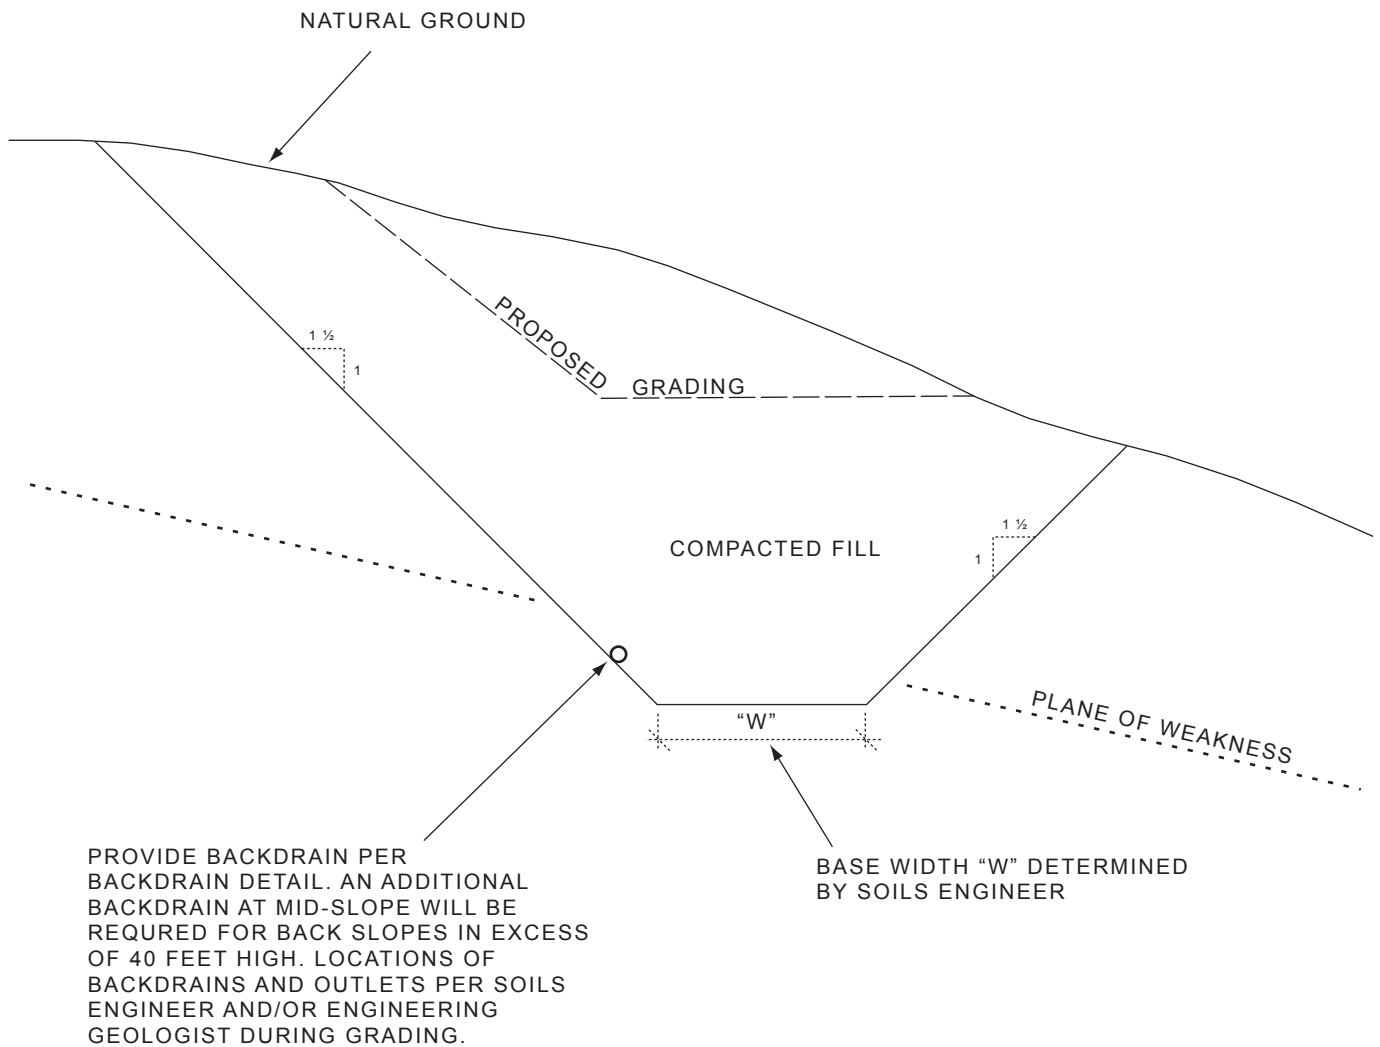 NATURAL GROUND
1 ½
1
PROPOSED GRADING
COMPACTED FILL
1 ½
1
PLANE OF WEAKNESS
“W”
PROVIDE BACKDRAIN PER
BACKDRAIN DETAIL. AN ADDITIONAL
BACKDRAIN AT MID-SLOPE WILL BE
REQURED FOR BACK SLOPES IN EXCESS
OF 40 FEET HIGH. LOCATIONS OF
BACKDRAINS AND OUTLETS PER SOILS
ENGINEER AND/OR ENGINEERING
GEOLOGIST DURING GRADING.
BASE WIDTH “W” DETERMINED
BY SOILS ENGINEER